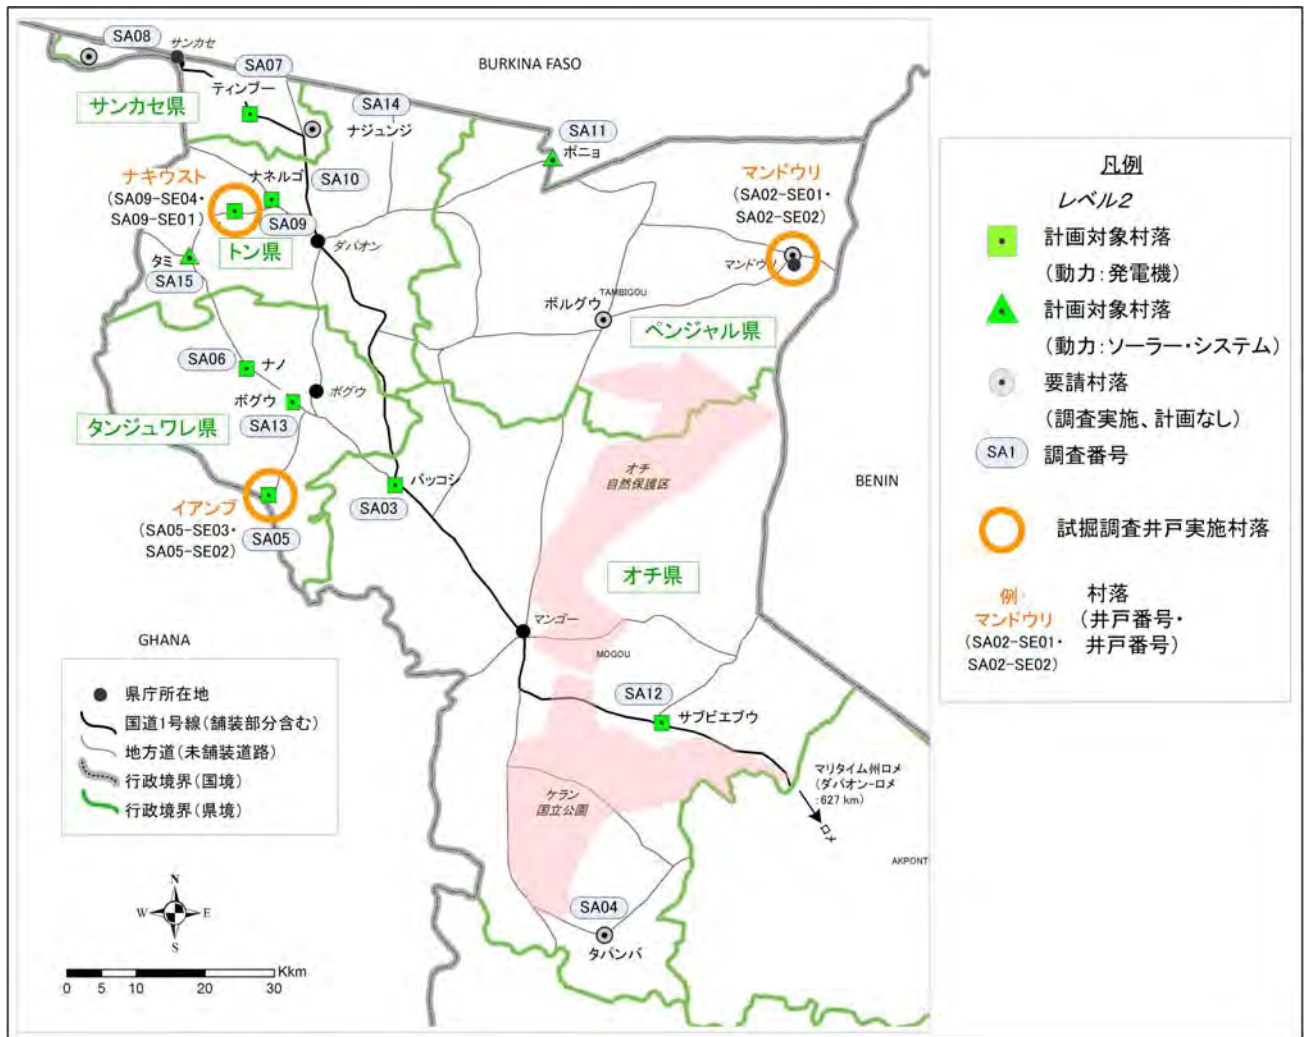 SA08
サンカセ
SA07
BURKINA FASO
ティンブー
サンカセ県
SA14
ナジュンジ
SA11
ポニョ
マンドウリ
(SA02-SE01・
SA02-SE02)
ナキウスト
(SA09-SE04・
SA09-SE01)
ナネルゴ
SA10
SA09
トン県
ダパオン
マンドウリ
タミ
SA15
ボルグウ
TAMBIGOU
ペンジャル県
SA06
ナノ
ボグウ
ボグウ
SA13
タンジュワレ県
オチ
自然保護区
BENIN
バッコシ
SA03
イアンブ
(SA05-SE03・
SA05-SE02)
SA05
オチ県
マンゴー
GHANA
MOGOU
SA12
サブビエブウ
マリタイム州ロメ
(ダパオン-ロメ
:627 km)
ロメ
ケラン
国立公園
AKPONT
SA04
タバンバ
県庁所在地
国道1号線(舗装部分含む)
地方道(未舗装道路)
行政境界(国境)
行政境界(県境)
N
W
E
S
Kkm
0 5 10 20 30
凡例
レベル2
計画対象村落
(動力:発電機)
計画対象村落
(動力:ソーラー・システム)
要請村落
(調査実施、計画なし)
SA1 調査番号
試掘調査井戸実施村落
例
マンドウリ
(SA02-SE01・
SA02-SE02)
村落
(井戸番号・
井戸番号)